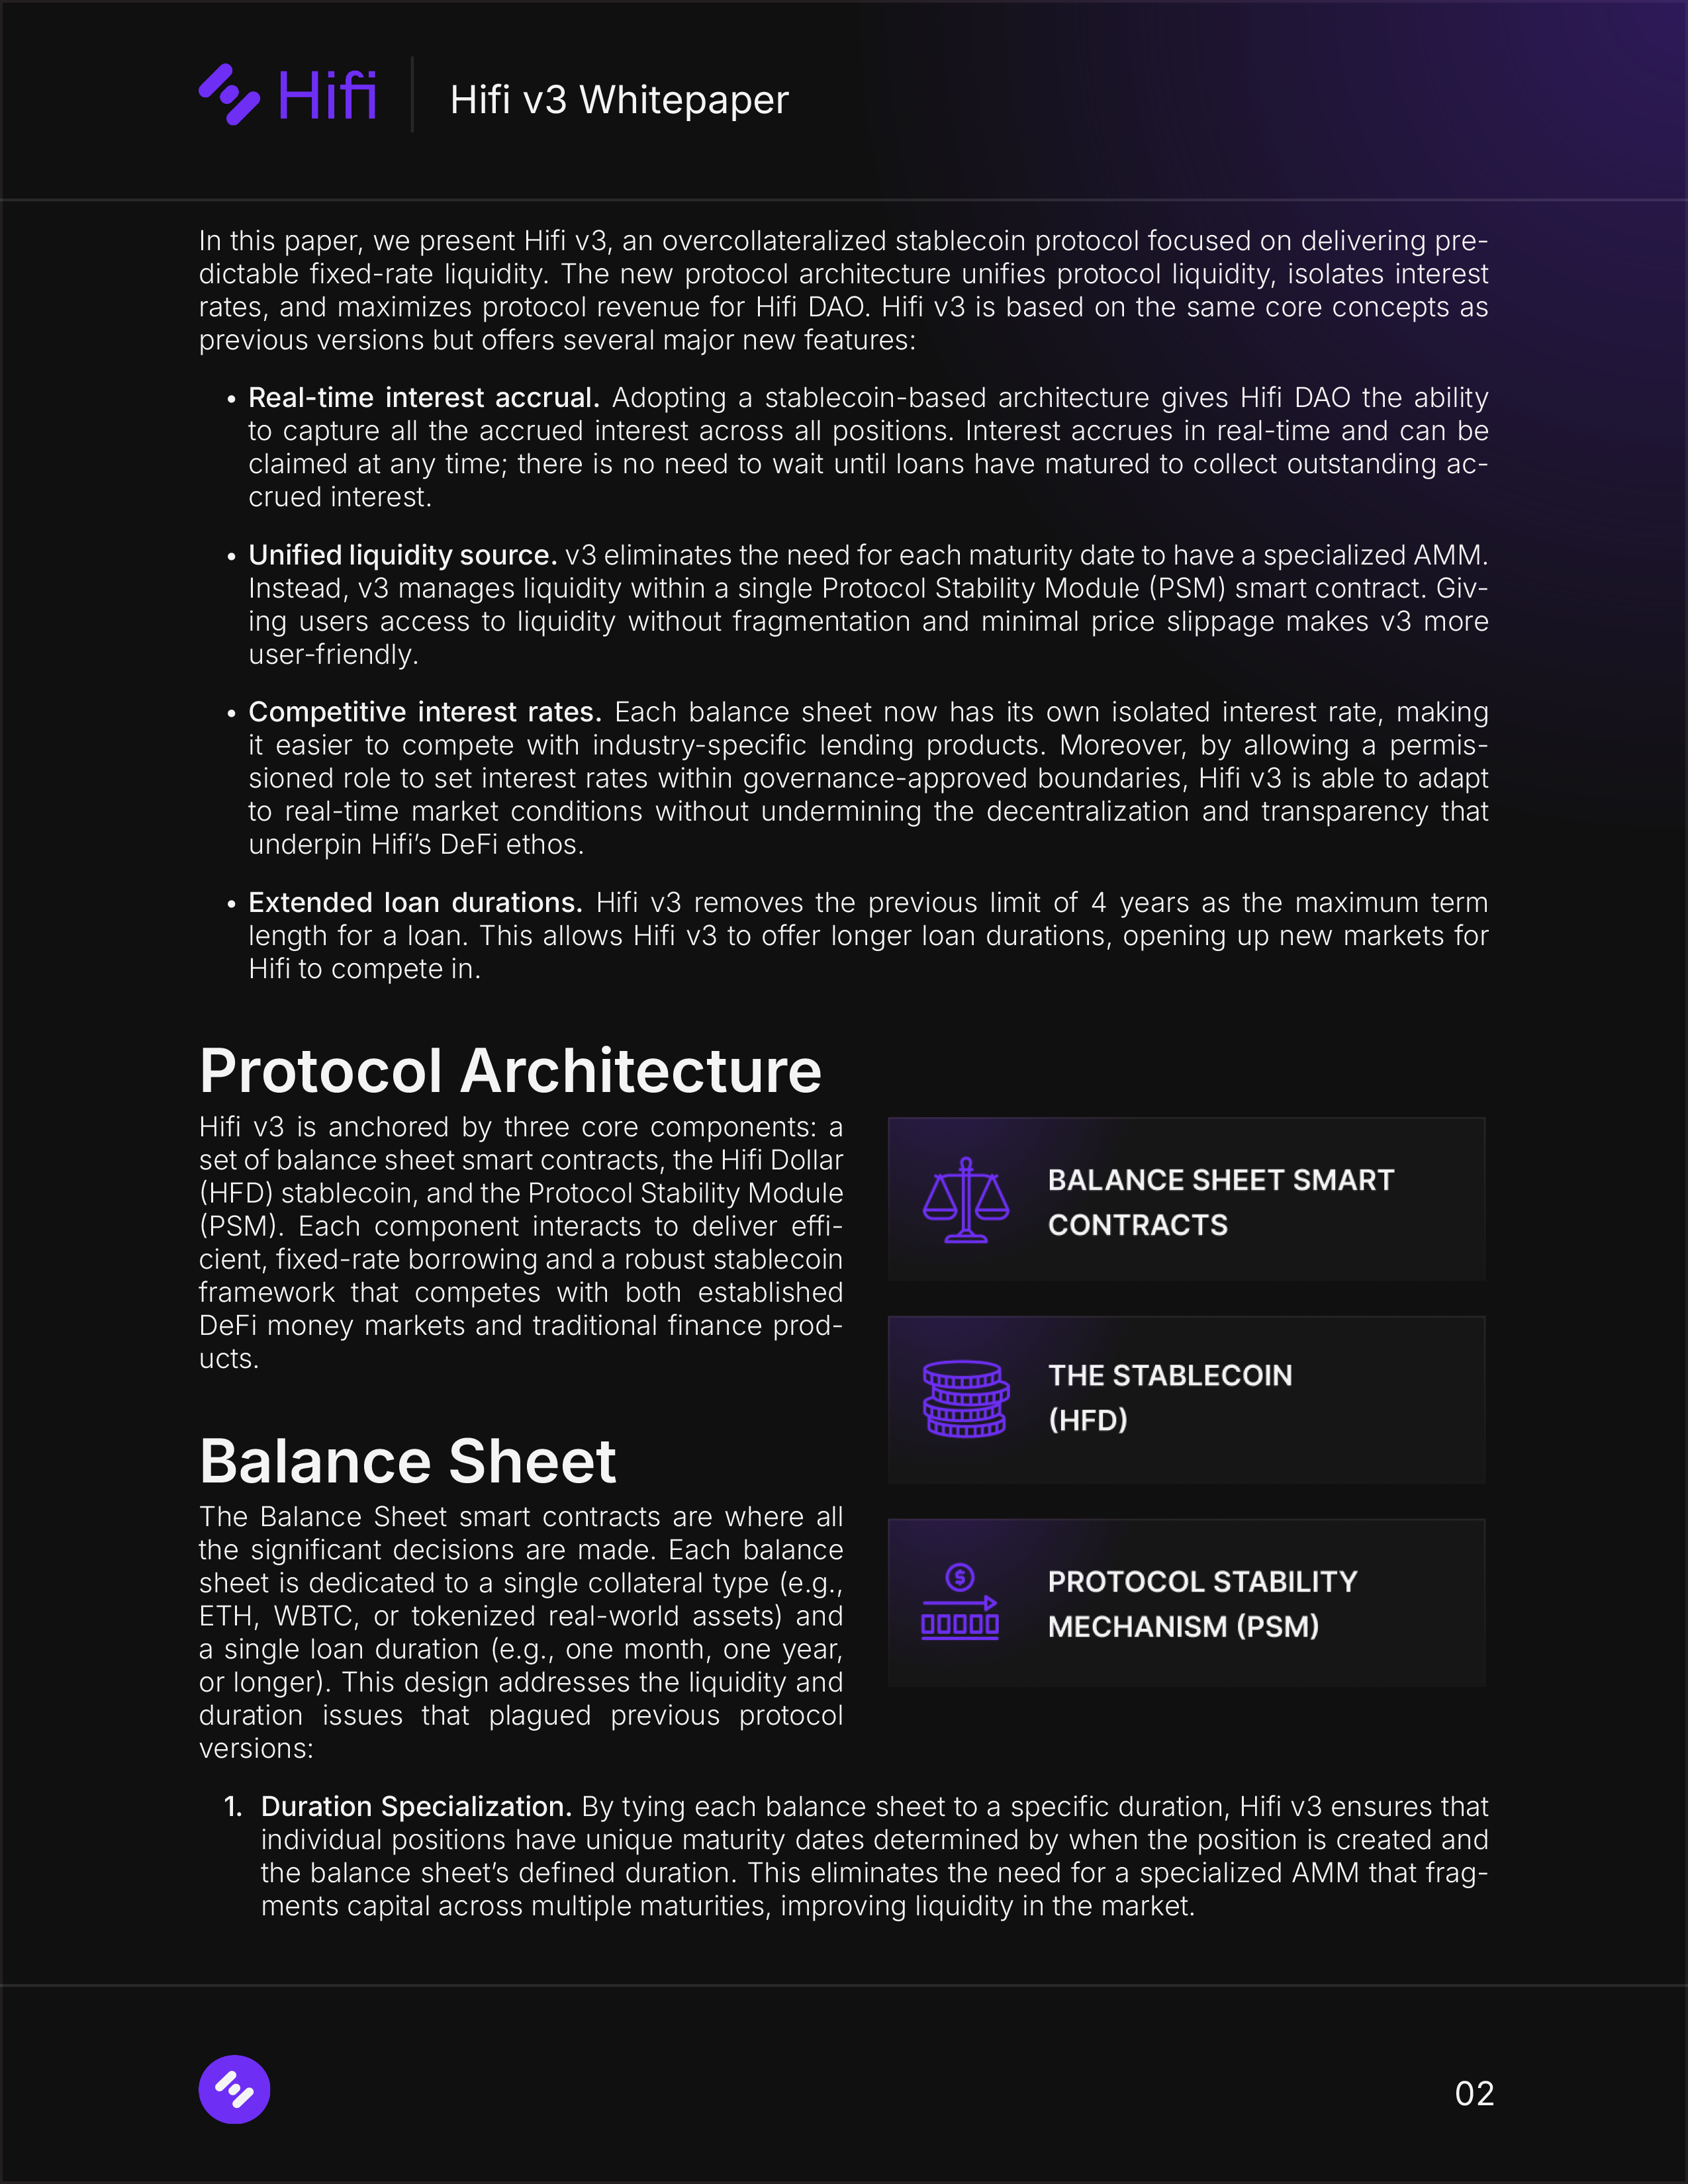 Hifi
Hifi v3 Whitepaper
In this paper, we present Hifi v3, an overcollateralized stablecoin protocol focused on delivering pre-
dictable fixed-rate liquidity. The new protocol architecture unifies protocol liquidity, isolates interest
rates, and maximizes protocol revenue for Hifi DAO. Hifi v3 is based on the same core concepts as
previous versions but offers several major new features:
• Real-time interest accrual. Adopting a stablecoin-based architecture gives Hifi DAO the ability
to capture all the accrued interest across all positions. Interest accrues in real-time and can be
claimed at any time; there is no need to wait until loans have matured to collect outstanding ac-
crued interest.
• Unified liquidity source. v3 eliminates the need for each maturity date to have a specialized AMM.
Instead, v3 manages liquidity within a single Protocol Stability Module (PSM) smart contract. Giv-
ing users access to liquidity without fragmentation and minimal price slippage makes v3 more
user-friendly.
• Competitive interest rates. Each balance sheet now has its own isolated interest rate, making
it easier to compete with industry-specific lending products. Moreover, by allowing a permis-
sioned role to set interest rates within governance-approved boundaries, Hifi v3 is able to adapt
to real-time market conditions without undermining the decentralization and transparency that
underpin Hifi’s DeFi ethos.
• Extended loan durations. Hifi v3 removes the previous limit of 4 years as the maximum term
length for a loan. This allows Hifi v3 to offer longer loan durations, opening up new markets for
Hifi to compete in.
Protocol Architecture
Hifi v3 is anchored by three core components: a
set of balance sheet smart contracts, the Hifi Dollar
(HFD) stablecoin, and the Protocol Stability Module
(PSM). Each component interacts to deliver effi-
cient, fixed-rate borrowing and a robust stablecoin
framework that competes with both established
DeFi money markets and traditional finance prod-
ucts.
Balance Sheet
The Balance Sheet smart contracts are where all
the significant decisions are made. Each balance
sheet is dedicated to a single collateral type (e.g.,
ETH, WBTC, or tokenized real-world assets) and
a single loan duration (e.g., one month, one year,
or longer). This design addresses the liquidity and
duration issues that plagued previous protocol
versions:
BALANCE SHEET SMART
CONTRACTS
THE STABLECOIN
(HFD)
PROTOCOL STABILITY
MECHANISM (PSM)
1. Duration Specialization. By tying each balance sheet to a specific duration, Hifi v3 ensures that
individual positions have unique maturity dates determined by when the position is created and
the balance sheet’s defined duration. This eliminates the need for a specialized AMM that frag-
ments capital across multiple maturities, improving liquidity in the market.
02